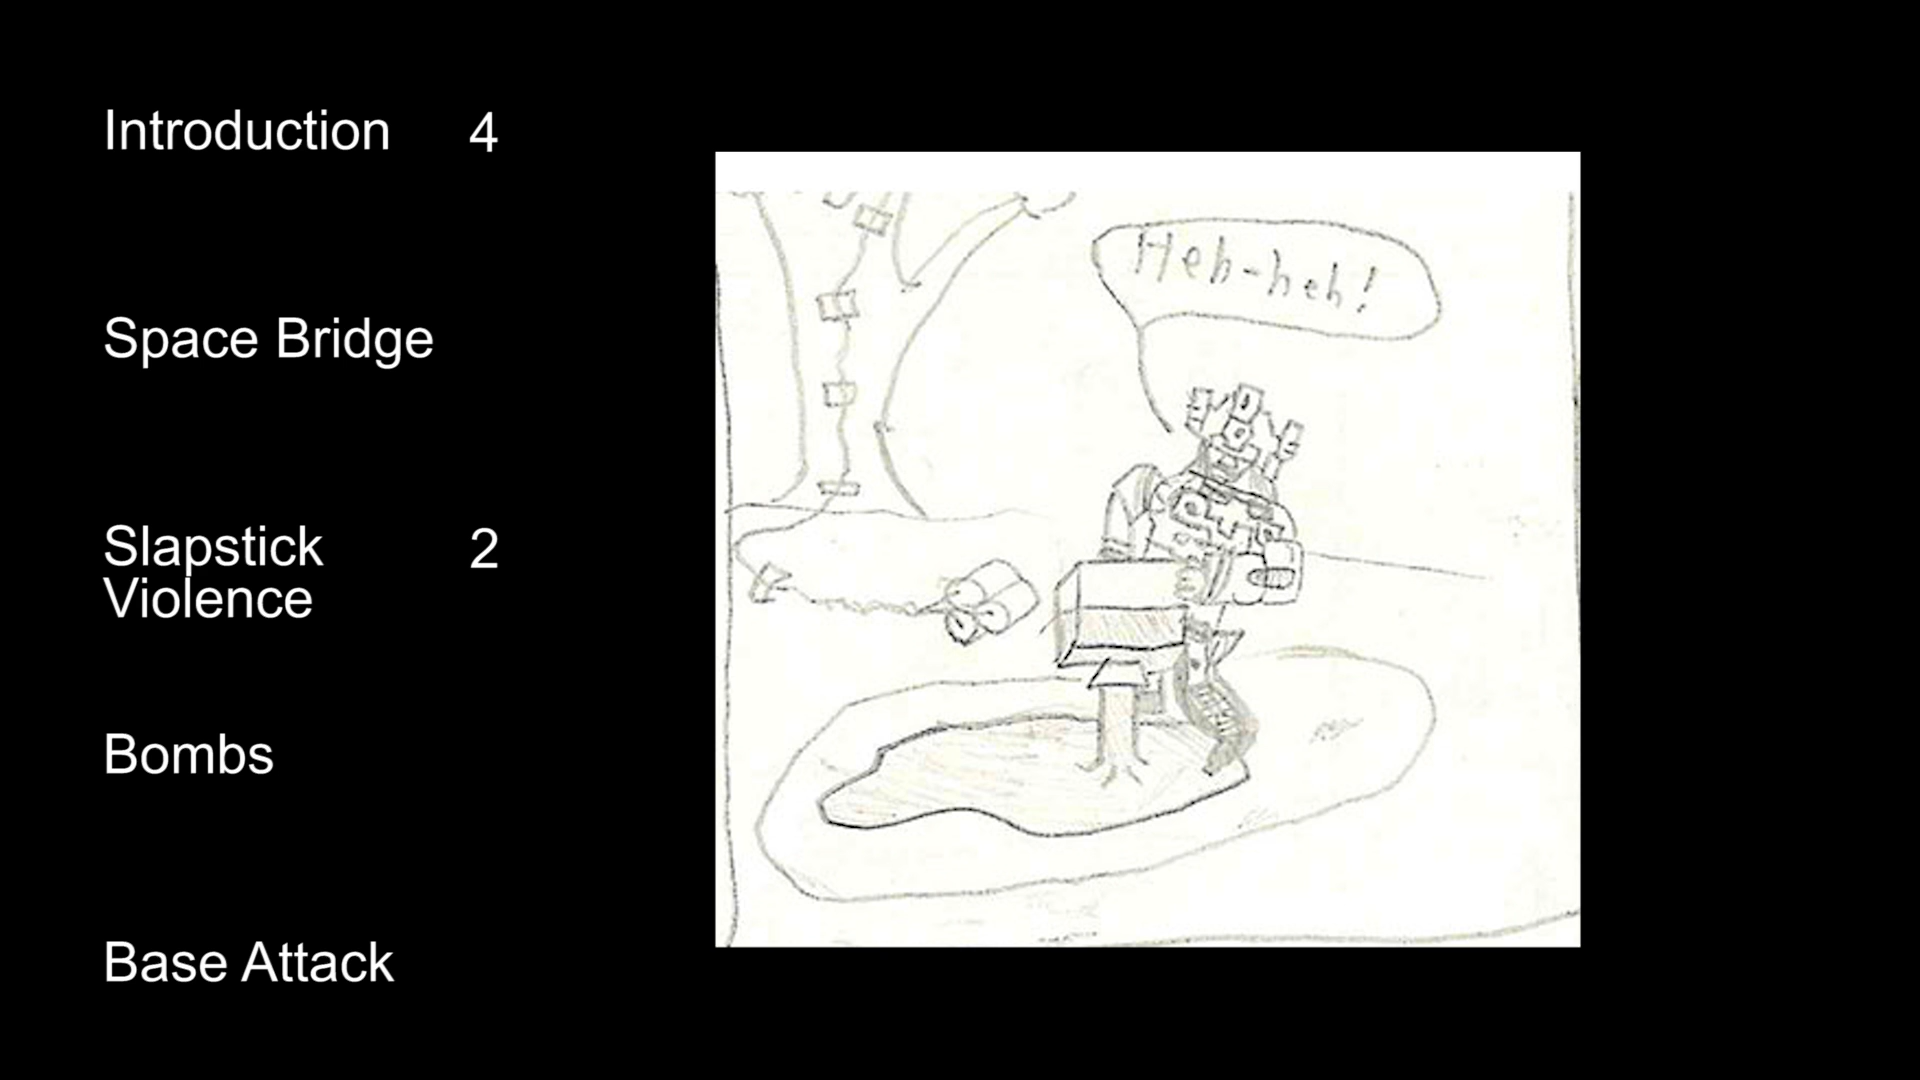 Introduction 4
Space Bridge
Slapstick 2
Violence
Bombs
Base Attack
Heh-heh!